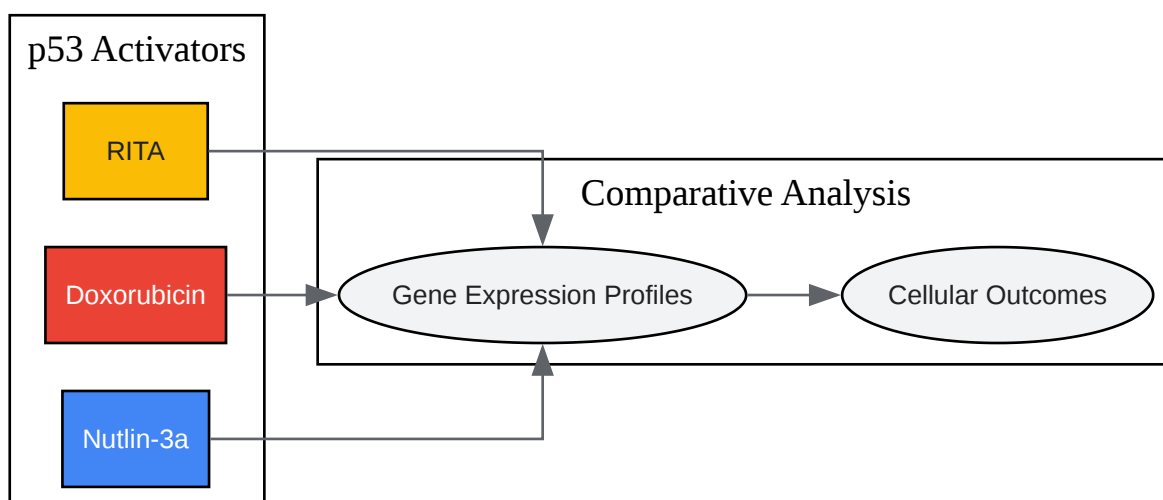 p53 Activators
RITA
Comparative Analysis
Doxorubicin
Gene Expression Profiles
Cellular Outcomes
Nutlin-3a